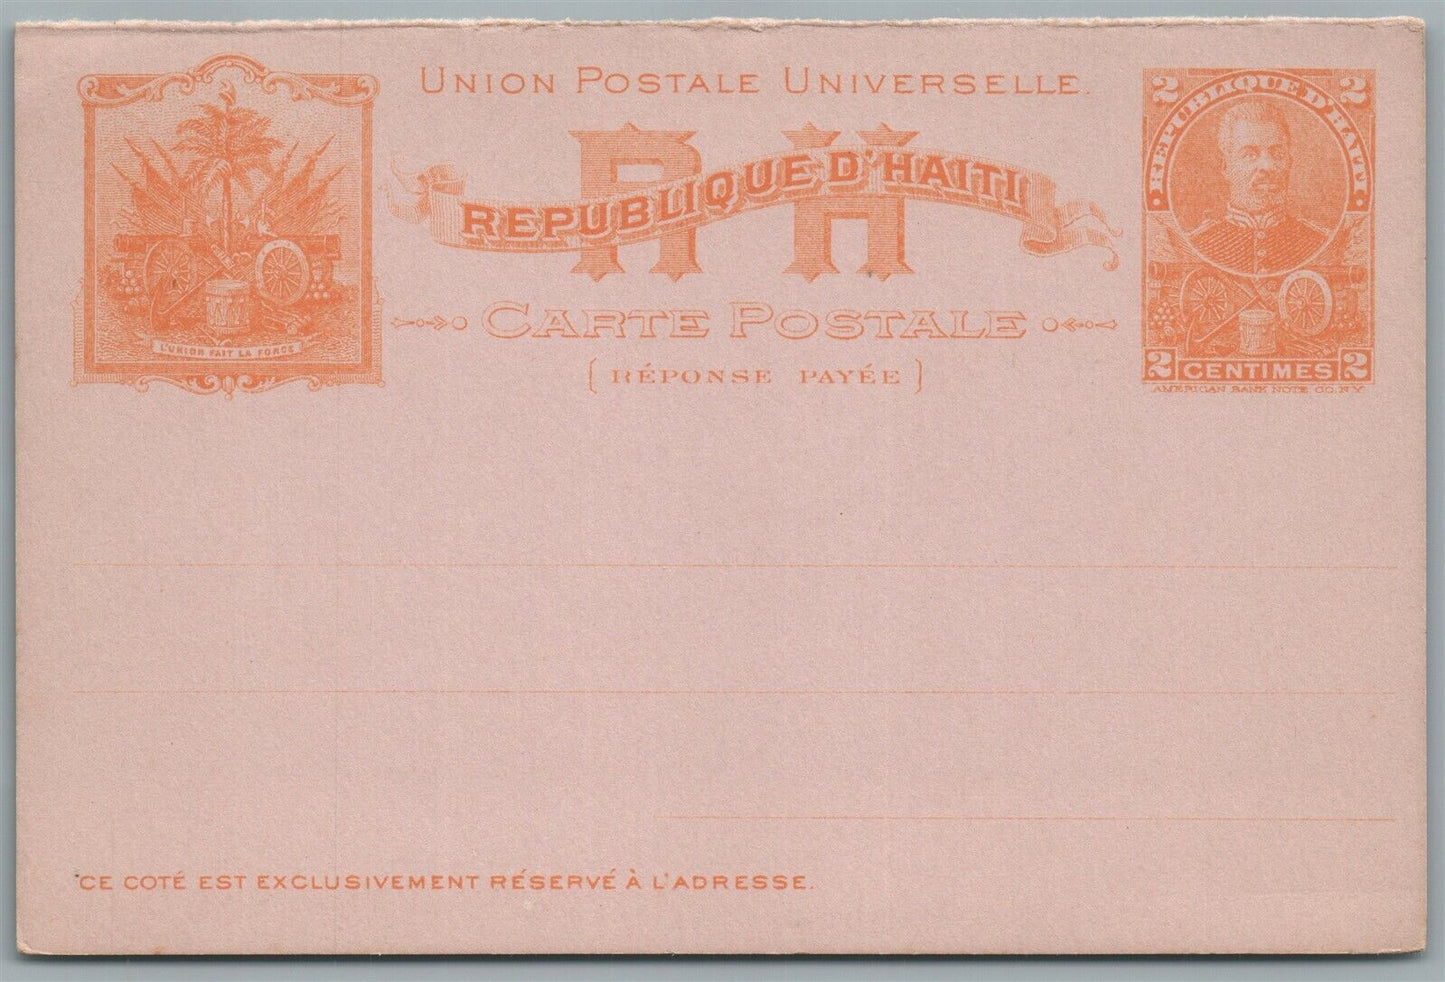 UNION POSTALE UNIVERSELLE.
R H
REPUBLIQUE D'HAITI
CARTE POSTALE
(RÉPONSE PAYÉE)
L'UNION FAIT LA FORCE
2 2
REPUBLIQUE D'HAITI
2 CENTIMES 2
AMERICAN BANK NOTE CO. N.Y.
CE COTÉ EST EXCLUSIVEMENT RÉSERVÉ À L'ADRESSE.